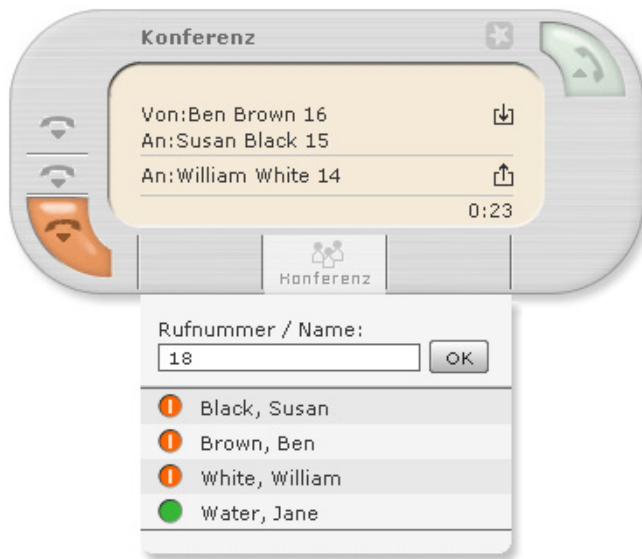 Konferenz
Von:Ben Brown 16
An:Susan Black 15
An:William White 14
0:23
Konferenz
Rufnummer / Name:
18 OK
Black, Susan
Brown, Ben
White, William
Water, Jane